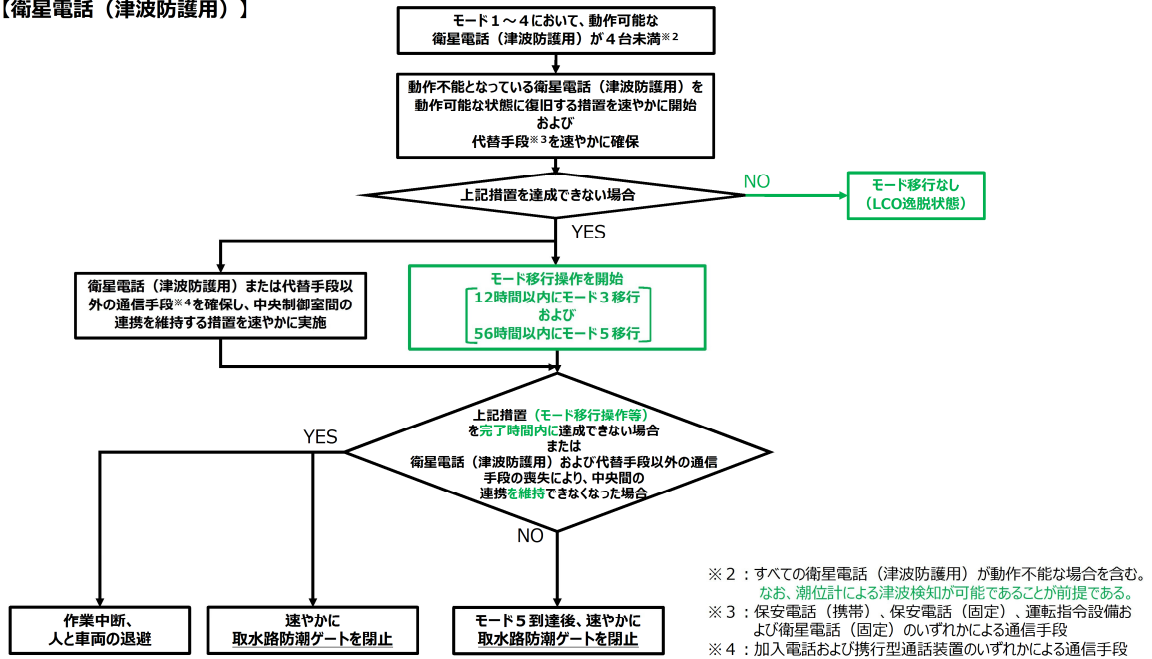 【衛星電話（津波防護用）】
モード１～４において、動作可能な
衛星電話（津波防護用）が４台未満※２
動作不能となっている衛星電話（津波防護用）を
動作可能な状態に復旧する措置を速やかに開始
および
代替手段※３を速やかに確保
上記措置を達成できない場合
NO
モード移行なし
（LCO逸脱状態）
YES
衛星電話（津波防護用）または代替手段以
外の通信手段※４を確保し、中央制御室間の
連携を維持する措置を速やかに実施
モード移行操作を開始
12時間以内にモード３移行
および
56時間以内にモード５移行
上記措置（モード移行操作等）
を完了時間内に達成できない場合
または
衛星電話（津波防護用）および代替手段以外の通信
手段の喪失により、中央間の
連携を維持できなくなった場合
YES
NO
作業中断、
人と車両の退避
速やかに
取水路防潮ゲートを閉止
モード５到達後、速やかに
取水路防潮ゲートを閉止
※２：すべての衛星電話（津波防護用）が動作不能な場合を含む。
なお、潮位計による津波検知が可能であることが前提である。
※３：保安電話（携帯）、保安電話（固定）、運転指令設備お
よび衛星電話（固定）のいずれかによる通信手段
※４：加入電話および携行型通話装置のいずれかによる通信手段